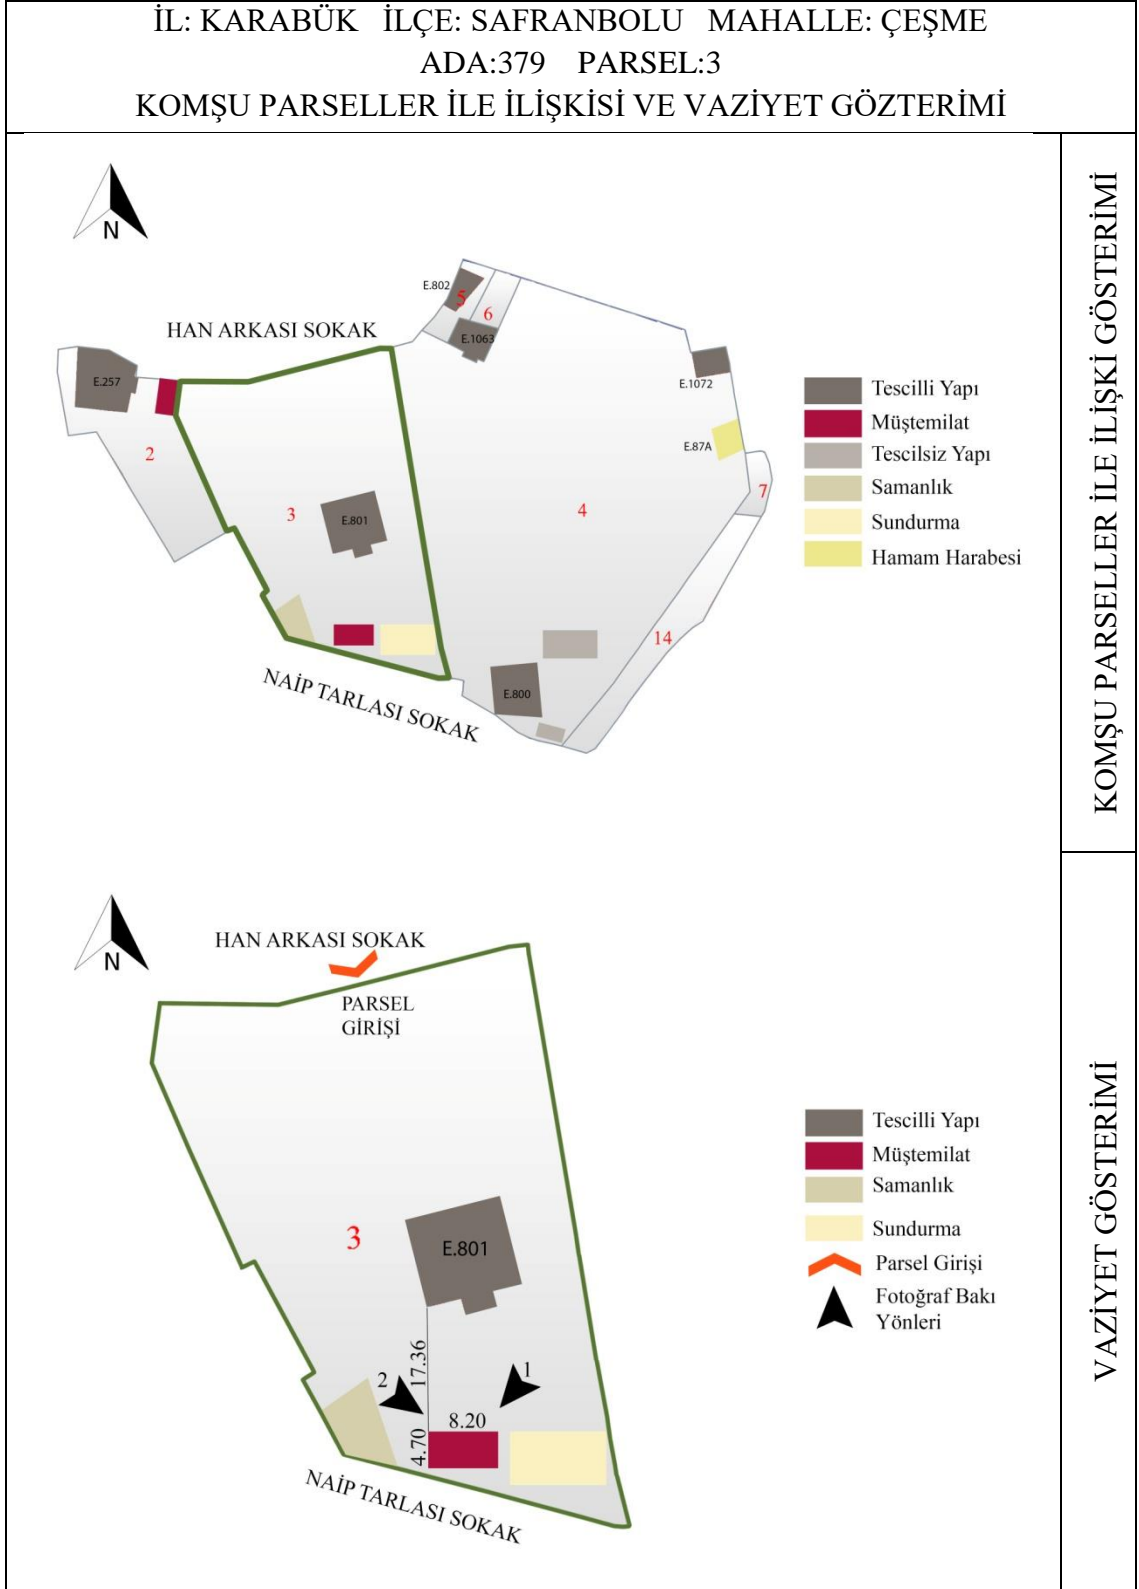 İL: KARABÜK İLÇE: SAFRANBOLU MAHALLE: ÇEŞME
ADA:379 PARSEL:3
KOMŞU PARSELLER İLE İLİŞKİSİ VE VAZİYET GÖZTERİMİ
N
HAN ARKASI SOKAK
E.802
5
6
E.1063
E.257
2
3
E.801
4
E.1072
E.87A
7
14
E.800
NAİP TARLASI SOKAK
Tescilli Yapı
Müştemilat
Tescilsiz Yapı
Samanlık
Sundurma
Hamam Harabesi
KOMŞU PARSELLER İLE İLİŞKİ GÖSTERİMİ
N
HAN ARKASI SOKAK
PARSEL
GİRİŞİ
3
E.801
17.36
2
1
8.20
4.70
NAİP TARLASI SOKAK
Tescilli Yapı
Müştemilat
Samanlık
Sundurma
Parsel Girişi
Fotoğraf Bakı
Yönleri
VAZİYET GÖSTERİMİ